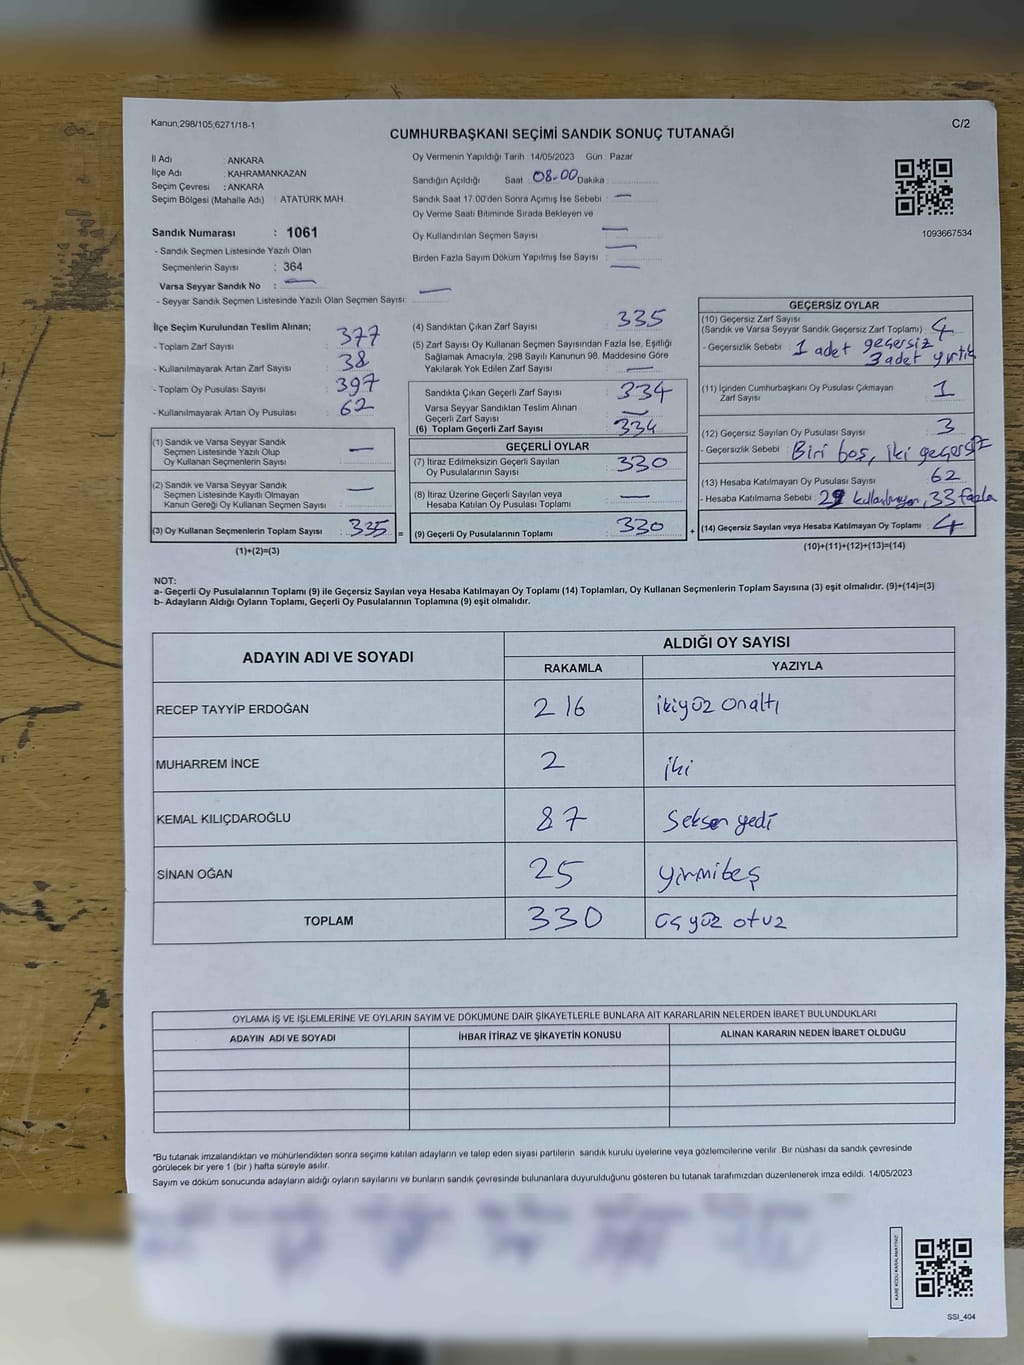 Kanun;298/105;6271/18-1
C/2
CUMHURBAŞKANI SEÇİMİ SANDIK SONUÇ TUTANAĞI
İl Adı : ANKARA
İlçe Adı : KAHRAMANKAZAN
Seçim Çevresi : ANKARA
Seçim Bölgesi (Mahalle Adı) : ATATÜRK MAH.
Sandık Numarası : 1061
- Sandık Seçmen Listesinde Yazılı Olan
Seçmenlerin Sayısı : 364
Varsa Seyyar Sandık No : —
- Seyyar Sandık Seçmen Listesinde Yazılı Olan Seçmen Sayısı: —
Oy Vermenin Yapıldığı Tarih : 14/05/2023 Gün : Pazar
Sandığın Açıldığı Saat : 08.00 Dakika :
Sandık Saat 17.00'den Sonra Açımış İse Sebebi : —
Oy Verme Saati Bitiminde Sırada Bekleyen ve
Oy Kullandırılan Seçmen Sayısı : —
Birden Fazla Sayım Döküm Yapılmış İse Sayısı : —
1093667534
İlçe Seçim Kurulundan Teslim Alınan;
- Toplam Zarf Sayısı : 377
- Kullanılmayarak Artan Zarf Sayısı : 38
- Toplam Oy Pusulası Sayısı : 397
- Kullanılmayarak Artan Oy Pusulası : 62
(1) Sandık ve Varsa Seyyar Sandık
Seçmen Listesinde Yazılı Olup
Oy Kullanan Seçmenlerin Sayısı : —
(2) Sandık ve Varsa Seyyar Sandık
Seçmen Listesinde Kayıtlı Olmayan
Kanun Gereği Oy Kullanan Seçmen Sayısı : —
(3) Oy Kullanan Seçmenlerin Toplam Sayısı : 335
(1)+(2)=(3)
(4) Sandıktan Çıkan Zarf Sayısı : 335
(5) Zarf Sayısı Oy Kullanan Seçmen Sayısından Fazla İse, Eşitliği
Sağlamak Amacıyla, 298 Sayılı Kanunun 98. Maddesine Göre
Yakılarak Yok Edilen Zarf Sayısı : —
Sandıkta Çıkan Geçerli Zarf Sayısı : 334
Varsa Seyyar Sandıktan Teslim Alınan
Geçerli Zarf Sayısı : —
(6) Toplam Geçerli Zarf Sayısı : 334
GEÇERLİ OYLAR
(7) İtiraz Edilmeksizin Geçerli Sayılan
Oy Pusulalarının Sayısı : 330
(8) İtiraz Üzerine Geçerli Sayılan veya
Hesaba Katılan Oy Pusulası Toplamı : —
= (9) Geçerli Oy Pusulalarının Toplamı : 330 +
GEÇERSİZ OYLAR
(10) Geçersiz Zarf Sayısı
(Sandık ve Varsa Seyyar Sandık Geçersiz Zarf Toplamı) : 4
- Geçersizlik Sebebi : 1 adet geçersiz
3 adet yrtık
(11) İçinden Cumhurbaşkanı Oy Pusulası Çıkmayan
Zarf Sayısı : 1
(12) Geçersiz Sayılan Oy Pusulası Sayısı : 3
- Geçersizlik Sebebi : Biri boş, iki geçersiz
(13) Hesaba Katılmayan Oy Pusulası Sayısı : 62
- Hesaba Katılmama Sebebi : 29 kullanılmayan, 33 fazla
(14) Geçersiz Sayılan veya Hesaba Katılmayan Oy Toplamı : 4
(10)+(11)+(12)+(13)=(14)
NOT:
a- Geçerli Oy Pusulalarının Toplamı (9) ile Geçersiz Sayılan veya Hesaba Katılmayan Oy Toplamı (14) Toplamları, Oy Kullanan Seçmenlerin Toplam Sayısına (3) eşit olmalıdır. (9)+(14)=(3)
b- Adayların Aldığı Oyların Toplamı, Geçerli Oy Pusulalarının Toplamına (9) eşit olmalıdır.
ADAYIN ADI VE SOYADI ALDIĞI OY SAYISI
RAKAMLA YAZIYLA
RECEP TAYYİP ERDOĞAN 216 ikiyüz onaltı
MUHARREM İNCE 2 iki
KEMAL KILIÇDAROĞLU 87 Seksen yedi
SİNAN OĞAN 25 yirmibeş
TOPLAM 330 üç yüz otuz
OYLAMA İŞ VE İŞLEMLERİNE VE OYLARIN SAYIM VE DÖKÜMÜNE DAİR ŞİKAYETLERLE BUNLARA AİT KARARLARIN NELERDEN İBARET BULUNDUKLARI
ADAYIN ADI VE SOYADI İHBAR İTİRAZ VE ŞİKAYETİN KONUSU ALINAN KARARIN NEDEN İBARET OLDUĞU
*Bu tutanak imzalandıktan ve mühürlendikten sonra seçime katılan adayların ve talep eden siyasi partilerin sandık kurulu üyelerine veya gözlemcilerine verilir. Bir nüshası da sandık çevresinde
görülecek bir yere 1 (bir ) hafta süreyle asılır.
Sayım ve döküm sonucunda adayların aldığı oyların sayılarını ve bunların sandık çevresinde bulunanlara duyurulduğunu gösteren bu tutanak tarafımızdan düzenlenerek imza edildi. 14/05/2023
KARE KODU KARALAMAYINIZ!
SSI_404